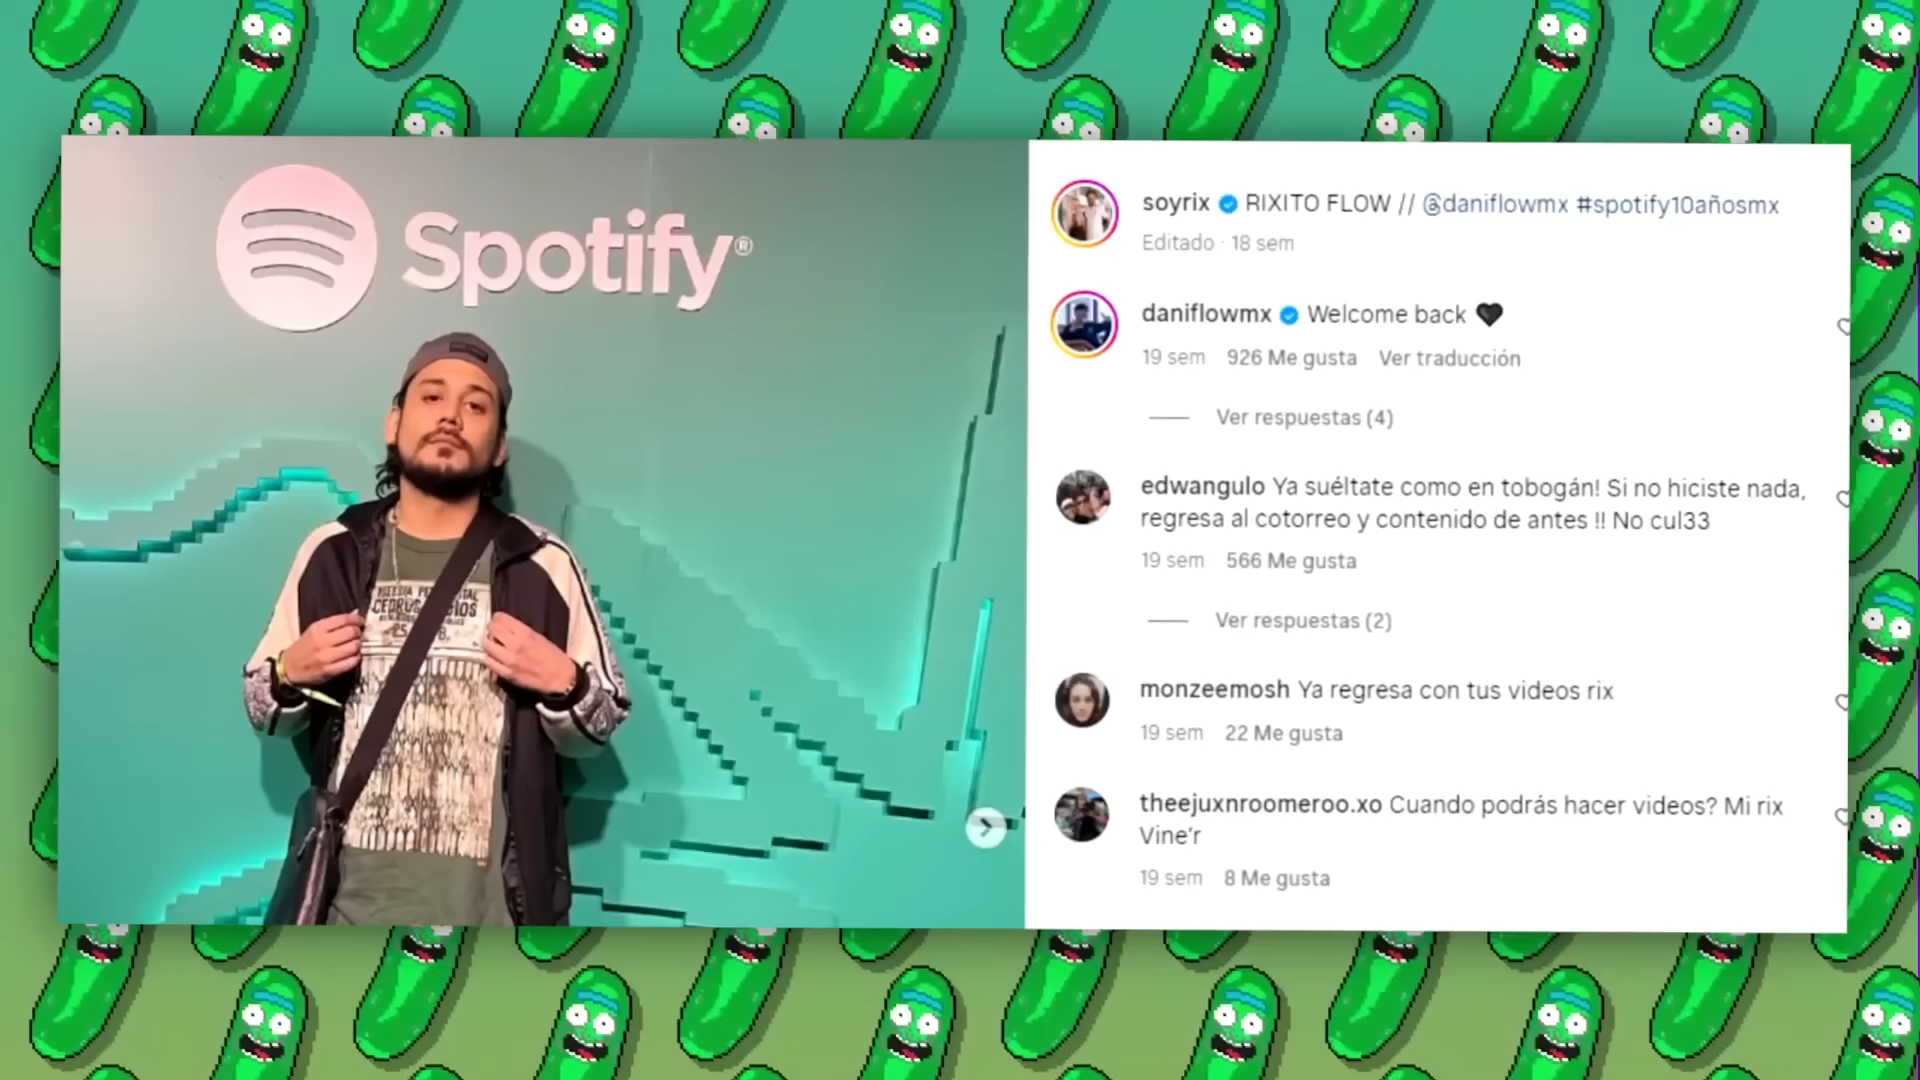 Spotify®
CEDROS
soyrix RIXITO FLOW // @daniflowmx #spotify10añosmx
Editado · 18 sem
daniflowmx Welcome back 🖤
19 sem 926 Me gusta Ver traducción
Ver respuestas (4)
edwangulo Ya suéltate como en tobogán! Si no hiciste nada,
regresa al cotorreo y contenido de antes !! No cul33
19 sem 566 Me gusta
Ver respuestas (2)
monzeemosh Ya regresa con tus videos rix
19 sem 22 Me gusta
theejuxnroomeroo.xo Cuando podrás hacer videos? Mi rix
Vine'r
19 sem 8 Me gusta